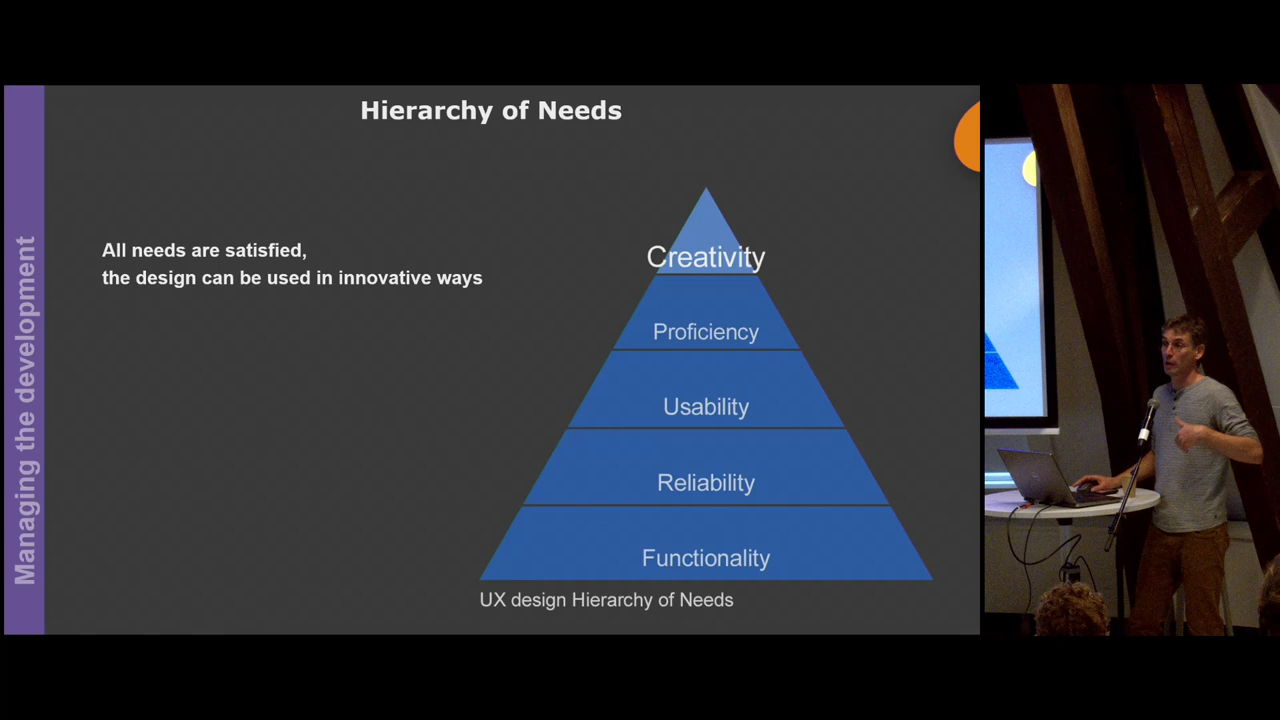 Hierarchy of Needs
Managing the development
All needs are satisfied,
the design can be used in innovative ways
Creativity
Proficiency
Usability
Reliability
Functionality
UX design Hierarchy of Needs